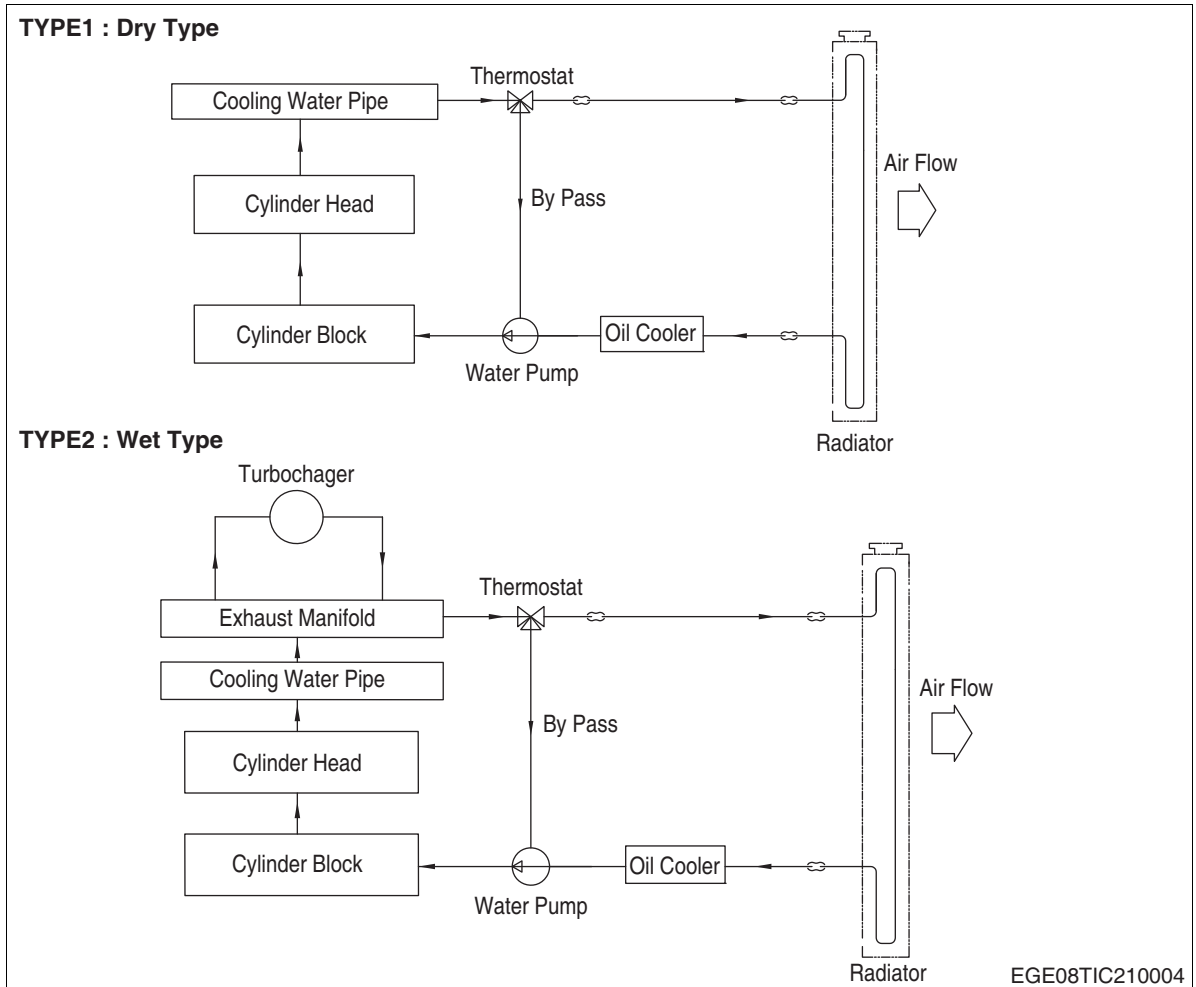 TYPE1 : Dry Type
Thermostat
Cooling Water Pipe
Air Flow
Cylinder Head
By Pass
Cylinder Block
Oil Cooler
Water Pump
Radiator
TYPE2 : Wet Type
Turbochager
Thermostat
Exhaust Manifold
Cooling Water Pipe
Air Flow
By Pass
Cylinder Head
Cylinder Block
Oil Cooler
Water Pump
Radiator
EGE08TIC210004